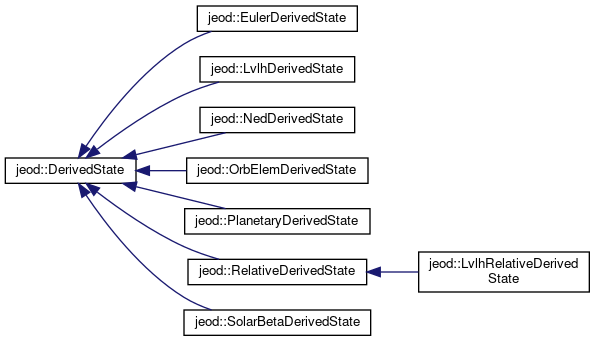 jeod::EulerDerivedState
jeod::LvlhDerivedState
jeod::NedDerivedState
jeod::DerivedState
jeod::OrbElemDerivedState
jeod::PlanetaryDerivedState
jeod::RelativeDerivedState
jeod::LvlhRelativeDerived
State
jeod::SolarBetaDerivedState